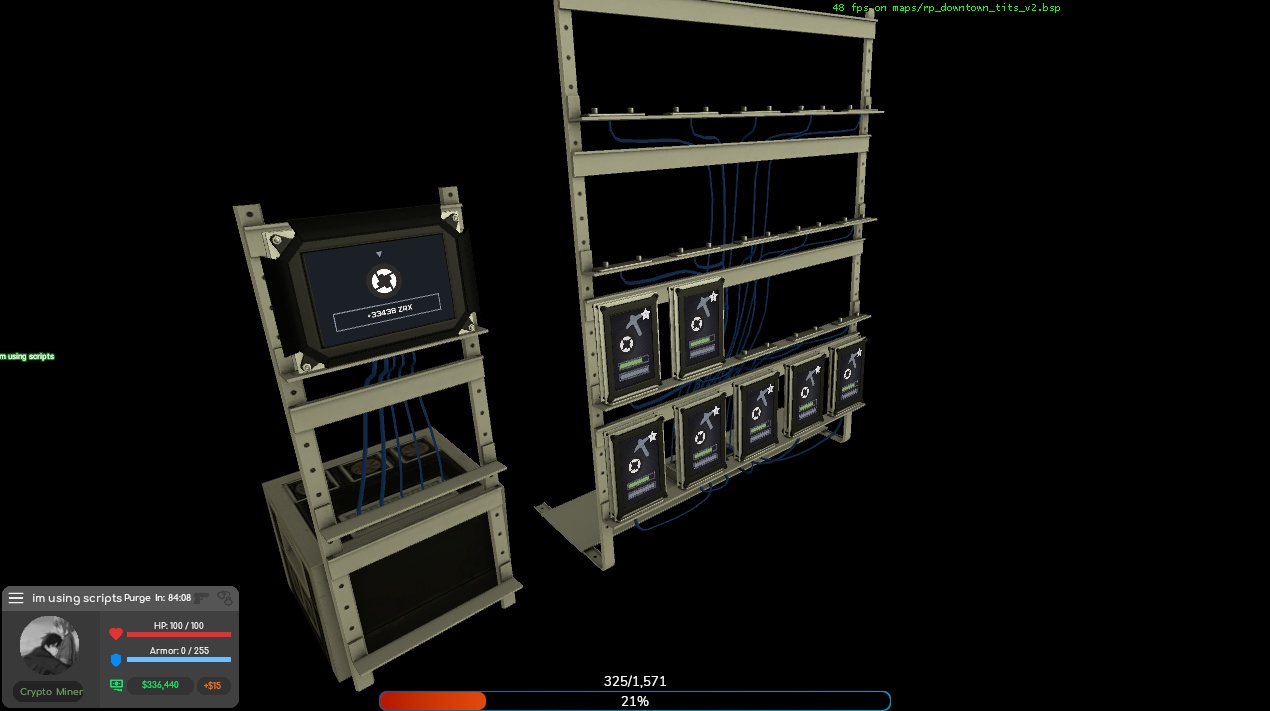 48 fps on maps/rp_downtown_tits_v2.bsp
+33438 ZRX
im using scripts
im using scripts Purge In: 84:08
HP: 100 / 100
Armor: 0 / 255
Crypto Miner
$336,440 +$15
325/1,571
21%